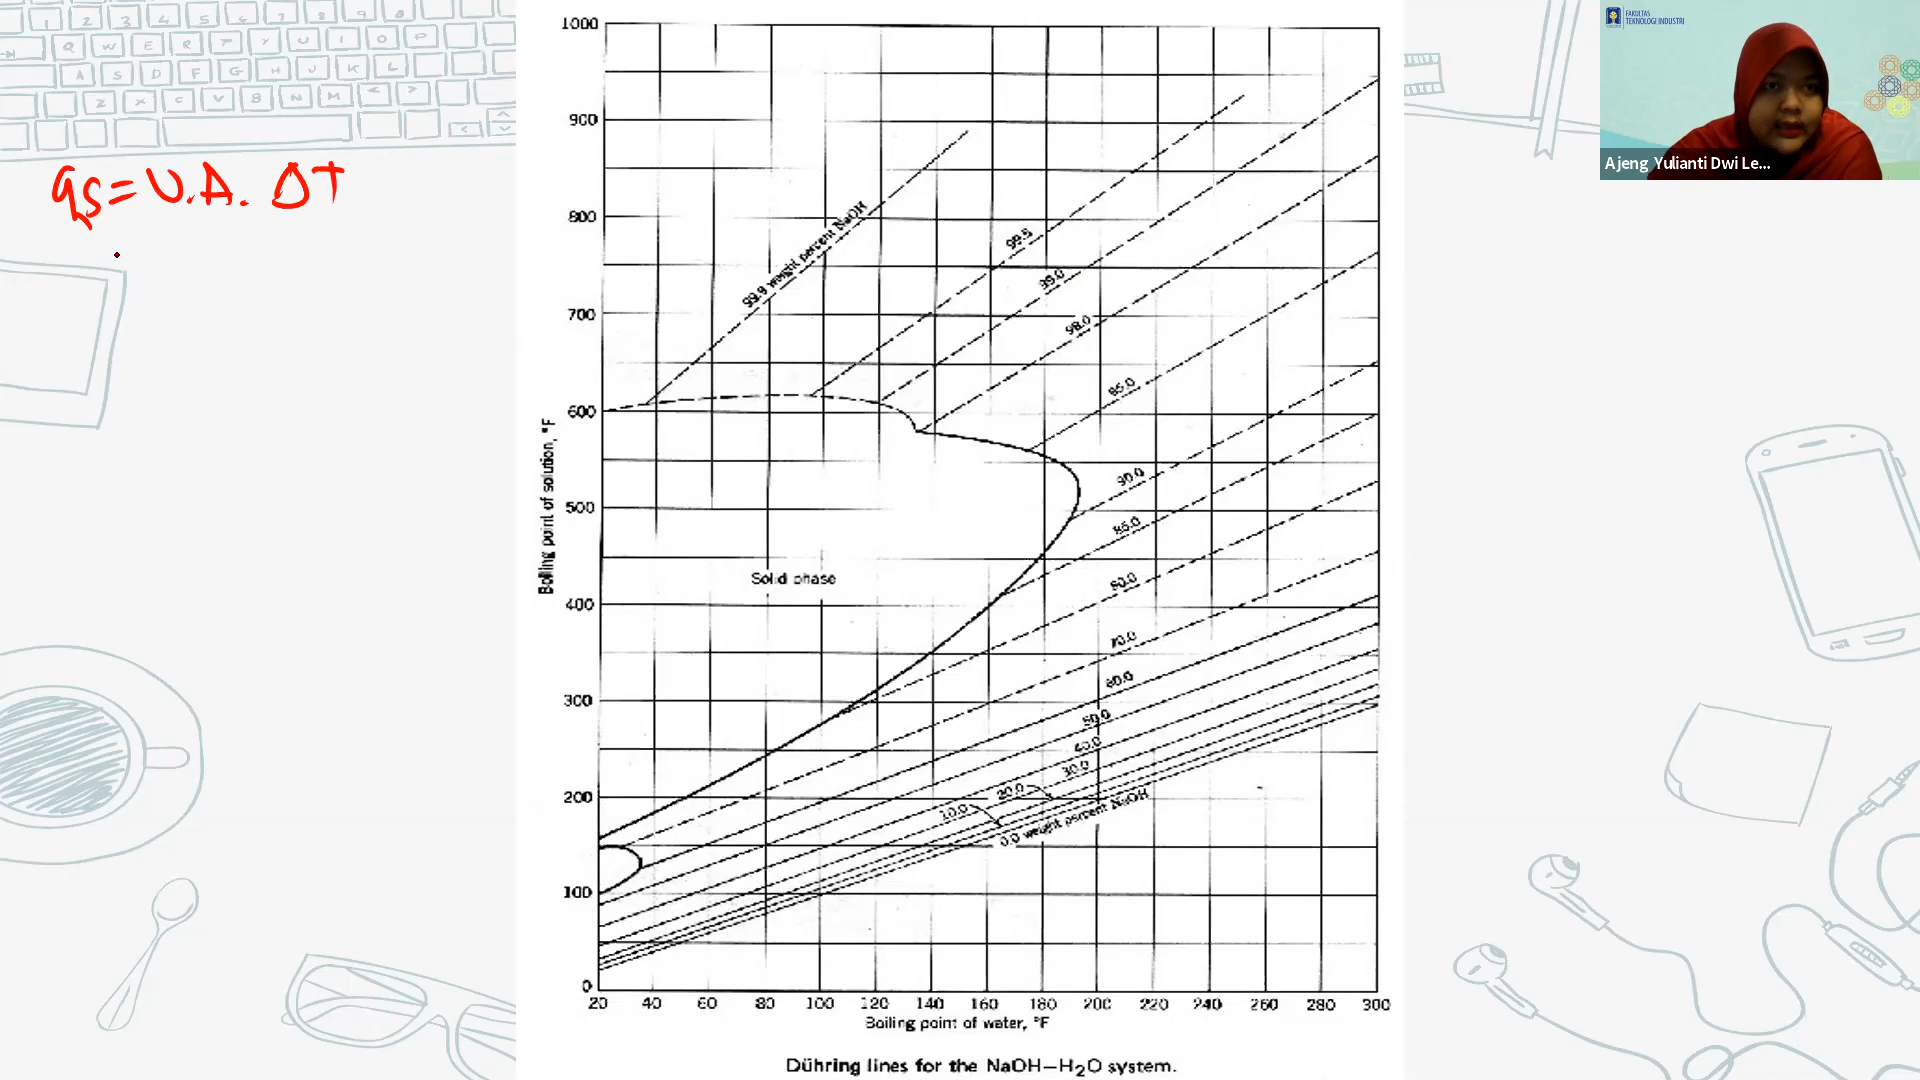 FAKULTAS
TEKNOLOGI INDUSTRI
Ajeng Yulianti Dwi Le...
qs = U.A. ΔT
1000
900
800
700
600
500
400
300
200
100
0
Boiling point of solution, °F
99.9 weight percent NaOH
99.5
99.0
98.0
95.0
90.0
85.0
80.0
70.0
60.0
50.0
40.0
30.0
20.0
10.0
0.0 weight percent NaOH
Solid phase
20 40 60 80 100 120 140 160 180 200 220 240 260 280 300
Boiling point of water, °F
Dühring lines for the NaOH–H2O system.